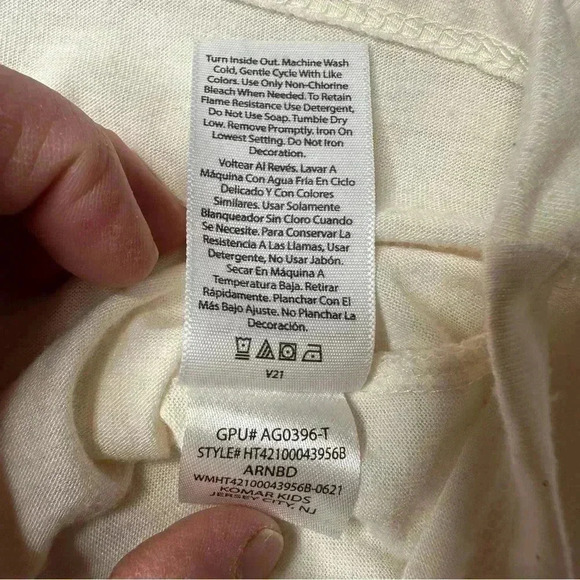 Turn Inside Out. Machine Wash
Cold, Gentle Cycle With Like
Colors. Use Only Non-Chlorine
Bleach When Needed. To Retain
Flame Resistance Use Detergent,
Do Not Use Soap. Tumble Dry
Low. Remove Promptly. Iron On
Lowest Setting. Do Not Iron
Decoration.
Voltear Al Revés. Lavar A
Máquina Con Agua Fría En Ciclo
Delicado Y Con Colores
Similares. Usar Solamente
Blanqueador Sin Cloro Cuando
Se Necesite. Para Conservar La
Resistencia A Las Llamas, Usar
Detergente, No Usar Jabón.
Secar En Máquina A
Temperatura Baja. Retirar
Rápidamente. Planchar Con El
Más Bajo Ajuste. No Planchar La
Decoración.
V21
GPU# AG0396-T
STYLE# HT42100043956B
ARNBD
WMHT42100043956B-0621
KOMAR KIDS
JERSEY CITY, NJ